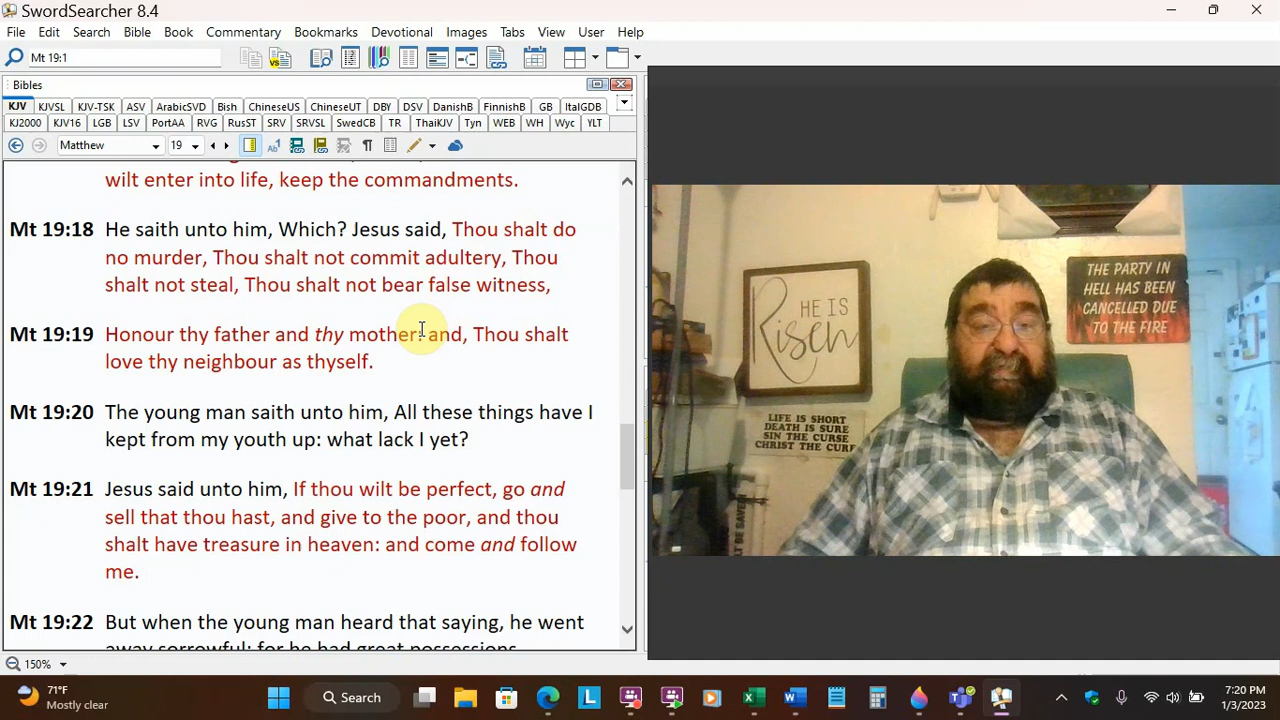 SwordSearcher 8.4
File Edit Search Bible Book Commentary Bookmarks Devotional Images Tabs View User Help
Mt 19:1
Bibles
KJV KJVSL KJV-TSK ASV ArabicSVD Bish ChineseUS ChineseUT DBY DSV DanishB FinnishB GB ItalGDB
KJ2000 KJV16 LGB LSV PortAA RVG RusST SRV SRVSL SwedCB TR ThaiKJV Tyn WEB WH Wyc YLT
Matthew 19
wilt enter into life, keep the commandments.
Mt 19:18 He saith unto him, Which? Jesus said, Thou shalt do
no murder, Thou shalt not commit adultery, Thou
shalt not steal, Thou shalt not bear false witness,
Mt 19:19 Honour thy father and thy mother: and, Thou shalt
love thy neighbour as thyself.
Mt 19:20 The young man saith unto him, All these things have I
kept from my youth up: what lack I yet?
Mt 19:21 Jesus said unto him, If thou wilt be perfect, go and
sell that thou hast, and give to the poor, and thou
shalt have treasure in heaven: and come and follow
me.
Mt 19:22 But when the young man heard that saying, he went
away sorrowful: for he had great possessions.
150%
HE IS
Risen
THE PARTY IN
HELL HAS BEEN
CANCELLED DUE
TO THE FIRE
LIFE IS SHORT
DEATH IS SURE
SIN THE CURSE
CHRIST THE CURE
71°F
Mostly clear
Search
7:20 PM
1/3/2023